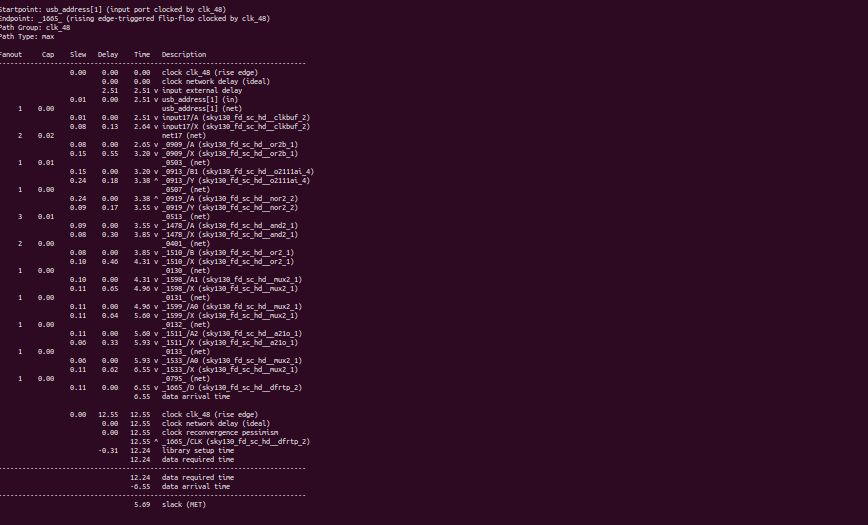 Startpoint: usb_address[1] (input port clocked by clk_48)
Endpoint: _1665_ (rising edge-triggered flip-flop clocked by clk_48)
Path Group: clk_48
Path Type: max
Fanout Cap Slew Delay Time Description
-----------------------------------------------------------------------------
0.00 0.00 0.00 clock clk_48 (rise edge)
0.00 0.00 clock network delay (ideal)
2.51 2.51 v input external delay
0.01 0.00 2.51 v usb_address[1] (in)
1 0.00 usb_address[1] (net)
0.01 0.00 2.51 v input17/A (sky130_fd_sc_hd__clkbuf_2)
0.08 0.13 2.64 v input17/X (sky130_fd_sc_hd__clkbuf_2)
2 0.02 net17 (net)
0.08 0.00 2.65 v _0909_/A (sky130_fd_sc_hd__or2b_1)
0.15 0.55 3.20 v _0909_/X (sky130_fd_sc_hd__or2b_1)
1 0.01 _0503_ (net)
0.15 0.00 3.20 v _0913_/B1 (sky130_fd_sc_hd__o2111ai_4)
0.24 0.18 3.38 ^ _0913_/Y (sky130_fd_sc_hd__o2111ai_4)
1 0.00 _0507_ (net)
0.24 0.00 3.38 ^ _0919_/A (sky130_fd_sc_hd__nor2_2)
0.09 0.17 3.55 v _0919_/Y (sky130_fd_sc_hd__nor2_2)
3 0.01 _0513_ (net)
0.09 0.00 3.55 v _1478_/A (sky130_fd_sc_hd__and2_1)
0.08 0.30 3.85 v _1478_/X (sky130_fd_sc_hd__and2_1)
2 0.00 _0401_ (net)
0.08 0.00 3.85 v _1510_/B (sky130_fd_sc_hd__or2_1)
0.10 0.46 4.31 v _1510_/X (sky130_fd_sc_hd__or2_1)
1 0.00 _0130_ (net)
0.10 0.00 4.31 v _1598_/A1 (sky130_fd_sc_hd__mux2_1)
0.11 0.65 4.96 v _1598_/X (sky130_fd_sc_hd__mux2_1)
1 0.00 _0131_ (net)
0.11 0.00 4.96 v _1599_/A0 (sky130_fd_sc_hd__mux2_1)
0.11 0.64 5.60 v _1599_/X (sky130_fd_sc_hd__mux2_1)
1 0.00 _0132_ (net)
0.11 0.00 5.60 v _1511_/A2 (sky130_fd_sc_hd__a21o_1)
0.06 0.33 5.93 v _1511_/X (sky130_fd_sc_hd__a21o_1)
1 0.00 _0133_ (net)
0.06 0.00 5.93 v _1533_/A0 (sky130_fd_sc_hd__mux2_1)
0.11 0.62 6.55 v _1533_/X (sky130_fd_sc_hd__mux2_1)
1 0.00 _0795_ (net)
0.11 0.00 6.55 v _1665_/D (sky130_fd_sc_hd__dfrtp_2)
6.55 data arrival time
0.00 12.55 12.55 clock clk_48 (rise edge)
0.00 12.55 clock network delay (ideal)
0.00 12.55 clock reconvergence pessimism
12.55 ^ _1665_/CLK (sky130_fd_sc_hd__dfrtp_2)
-0.31 12.24 library setup time
12.24 data required time
-----------------------------------------------------------------------------
12.24 data required time
-6.55 data arrival time
-----------------------------------------------------------------------------
5.69 slack (MET)